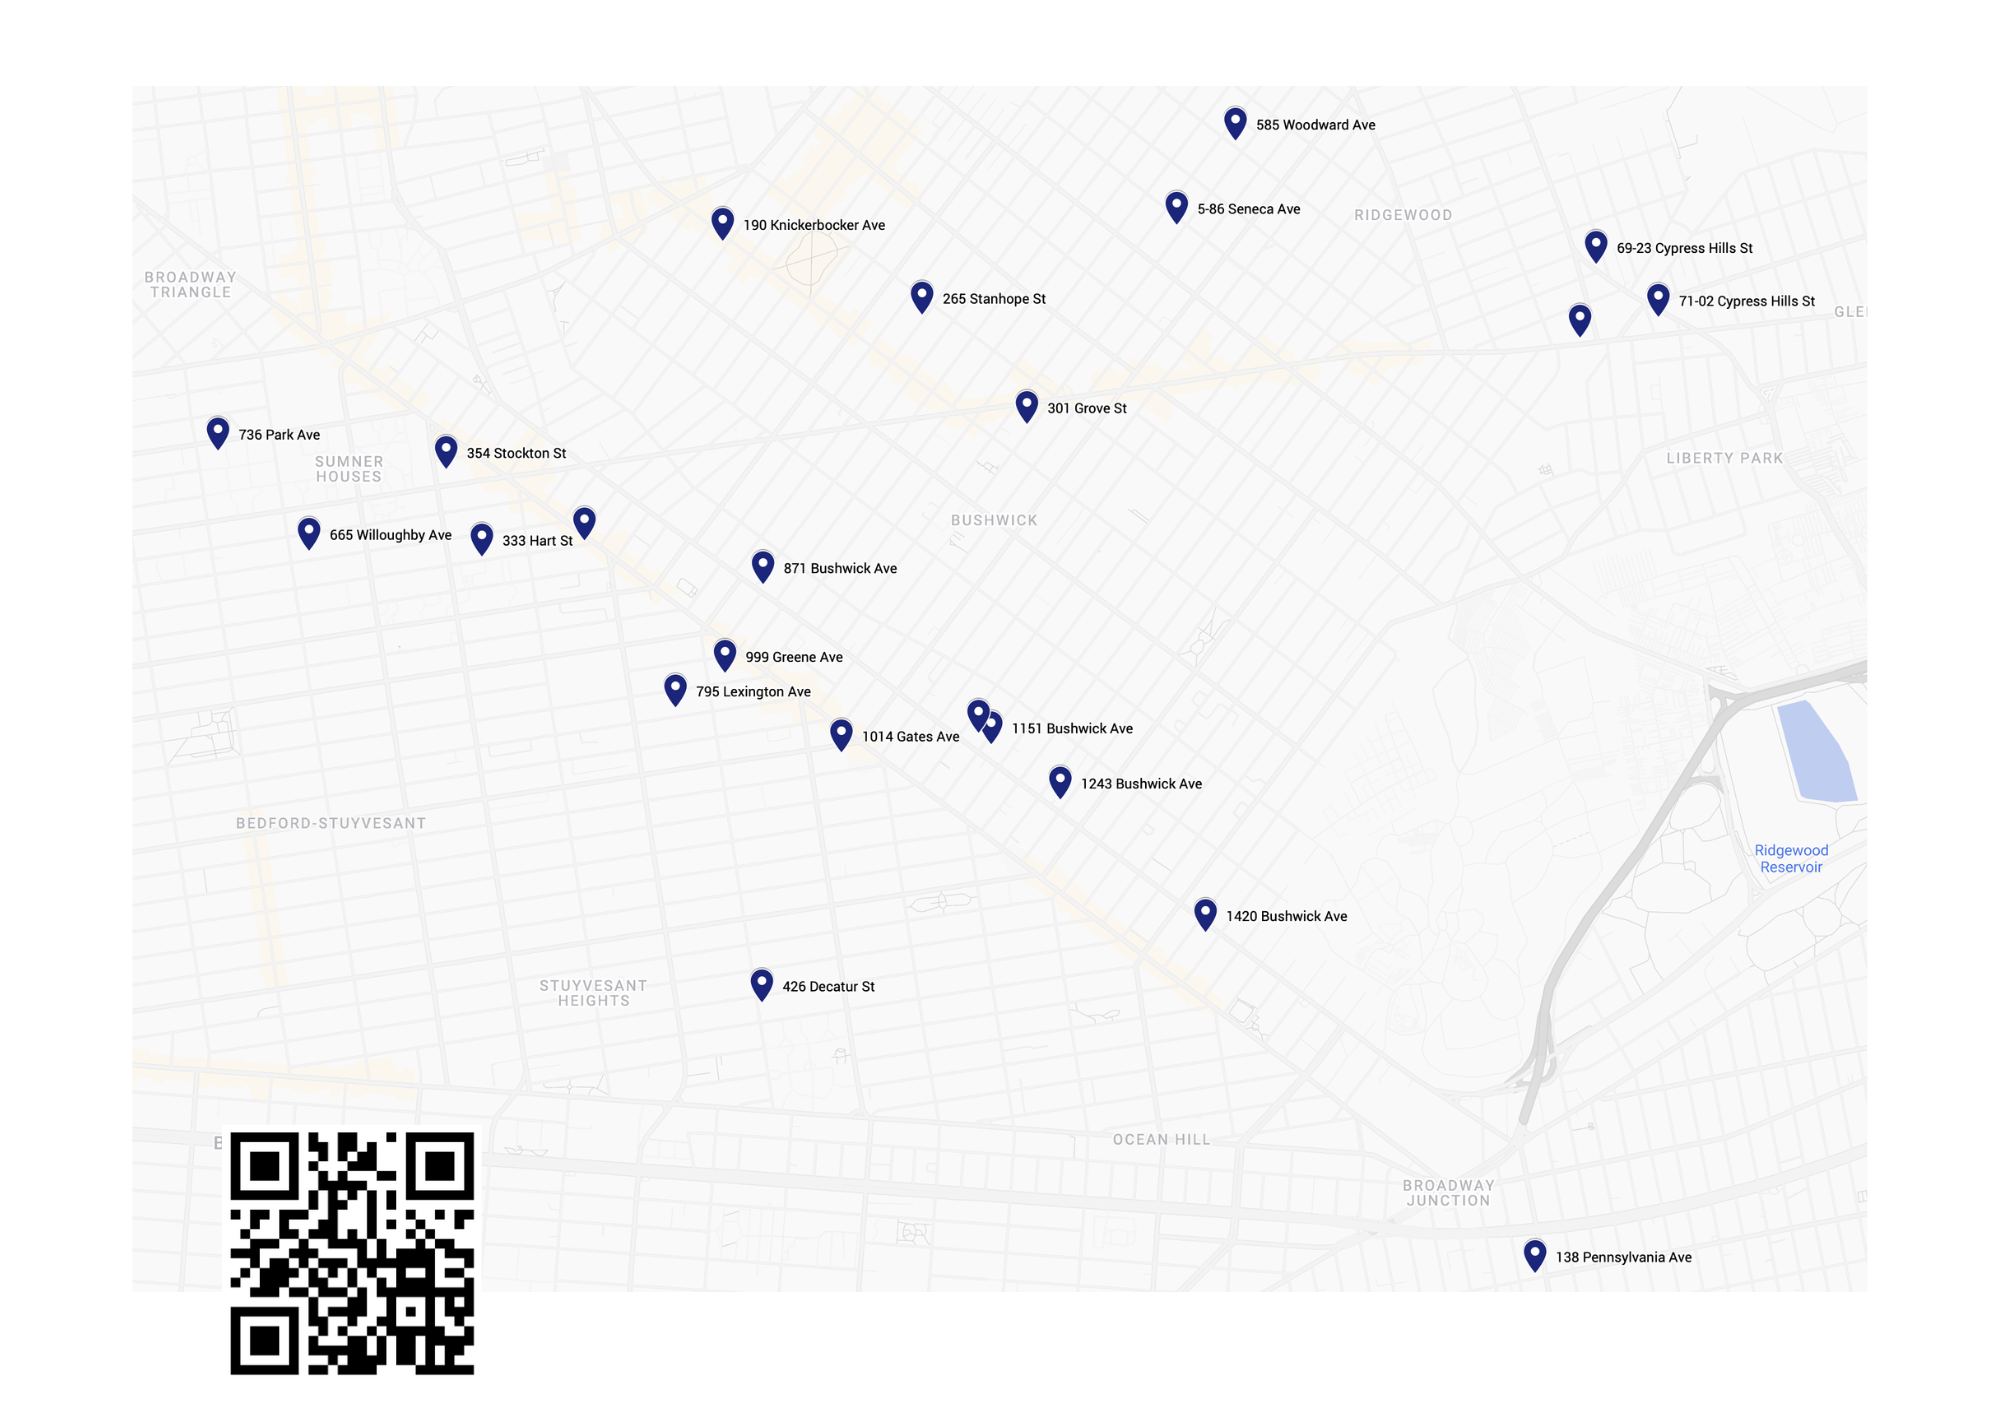 585 Woodward Ave
5-86 Seneca Ave
RIDGEWOOD
190 Knickerbocker Ave
69-23 Cypress Hills St
BROADWAY
TRIANGLE
265 Stanhope St
71-02 Cypress Hills St
GLE
301 Grove St
736 Park Ave
354 Stockton St
SUMNER
HOUSES
LIBERTY PARK
BUSHWICK
665 Willoughby Ave
333 Hart St
871 Bushwick Ave
999 Greene Ave
795 Lexington Ave
1014 Gates Ave
1151 Bushwick Ave
1243 Bushwick Ave
BEDFORD-STUYVESANT
Ridgewood
Reservoir
1420 Bushwick Ave
426 Decatur St
STUYVESANT
HEIGHTS
OCEAN HILL
B
BROADWAY
JUNCTION
138 Pennsylvania Ave